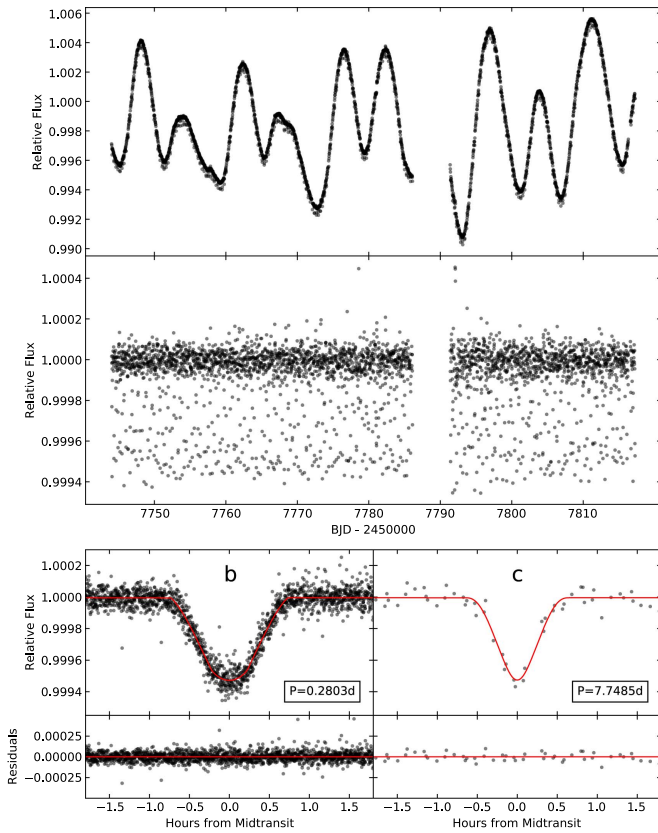 1.006
1.004
1.002
1.000
0.998
0.996
0.994
0.992
0.990
Relative Flux
1.0004
1.0002
1.0000
0.9998
0.9996
0.9994
Relative Flux
7750 7760 7770 7780 7790 7800 7810
BJD - 2450000
b c
1.0002
1.0000
0.9998
0.9996
0.9994
Relative Flux
P=0.2803d P=7.7485d
0.00025
0.00000
−0.00025
Residuals
−1.5 −1.0 −0.5 0.0 0.5 1.0 1.5 −1.5 −1.0 −0.5 0.0 0.5 1.0 1.5
Hours from Midtransit Hours from Midtransit